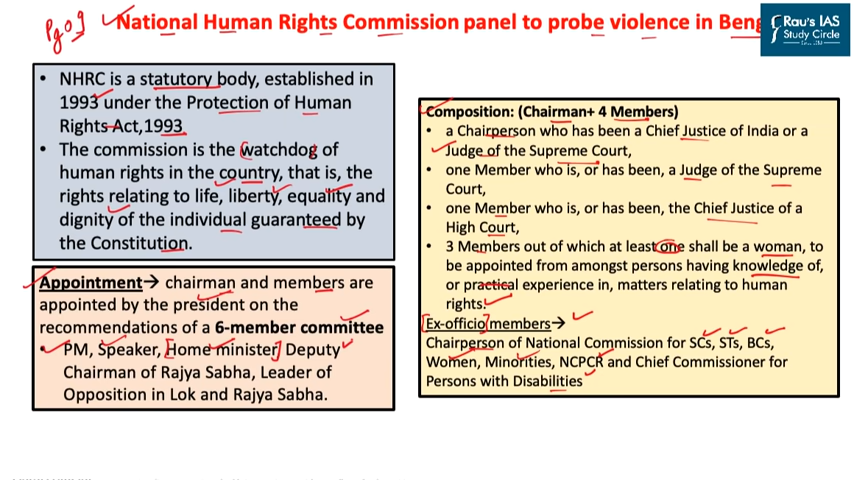 Pg 09
National Human Rights Commission panel to probe violence in Beng
Rau's IAS
Study Circle
• NHRC is a statutory body, established in
1993 under the Protection of Human
Rights Act,1993.
• The commission is the watchdog of
human rights in the country, that is, the
rights relating to life, liberty, equality and
dignity of the individual guaranteed by
the Constitution.
Appointment→ chairman and members are
appointed by the president on the
recommendations of a 6-member committee
• PM, Speaker, Home minister, Deputy
Chairman of Rajya Sabha, Leader of
Opposition in Lok and Rajya Sabha.
Composition: (Chairman+ 4 Members)
• a Chairperson who has been a Chief Justice of India or a
Judge of the Supreme Court,
• one Member who is, or has been, a Judge of the Supreme
Court,
• one Member who is, or has been, the Chief Justice of a
High Court,
• 3 Members out of which at least one shall be a woman, to
be appointed from amongst persons having knowledge of,
or practical experience in, matters relating to human
rights.
Ex-officio members→
Chairperson of National Commission for SCs, STs, BCs,
Women, Minorities, NCPCR and Chief Commissioner for
Persons with Disabilities